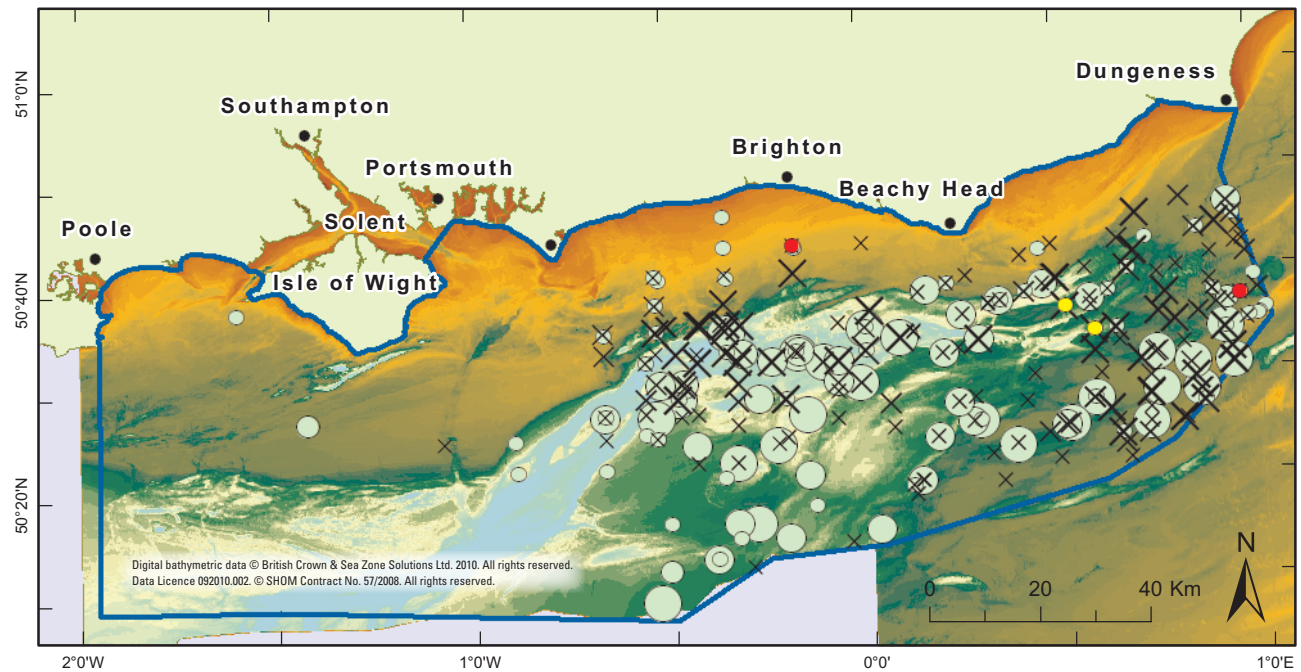 Dungeness
Southampton
Brighton
Portsmouth
Beachy Head
Solent
Poole
Isle of Wight
51°0'N
50°40'N
50°20'N
Digital bathymetric data © British Crown & Sea Zone Solutions Ltd. 2010. All rights reserved.
Data Licence 092010.002. © SHOM Contract No. 57/2008. All rights reserved.
N
0 20 40 Km
2°0'W 1°0'W 0°0' 1°0'E